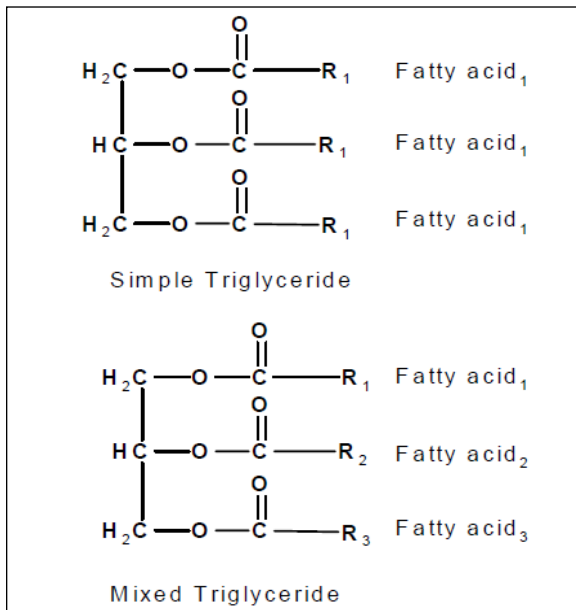 O
H₂C O C R₁ Fatty acid₁
O
HC O C R₁ Fatty acid₁
O
H₂C O C R₁ Fatty acid₁
Simple Triglyceride
O
H₂C O C R₁ Fatty acid₁
O
HC O C R₂ Fatty acid₂
O
H₂C O C R₃ Fatty acid₃
Mixed Triglyceride